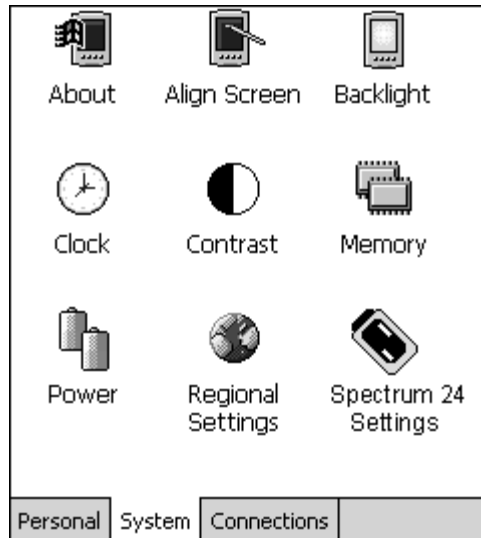 About
Align Screen
Backlight
Clock
Contrast
Memory
Power
Regional
Settings
Spectrum 24
Settings
Personal
System
Connections